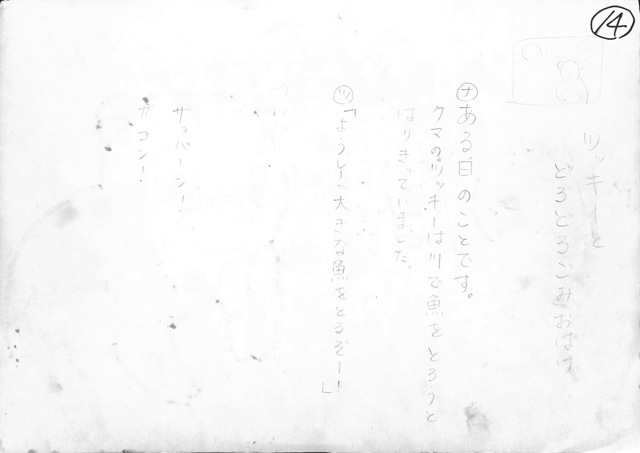 ⑭
ツッキーと
どろどろごみおばけ
㋤ある日のことです。
クマのツッキーは川で魚をとろうと
はりきっていました。
㋡「ようし!大きな魚をとるぞー!」
サッパーン!
ガコン!